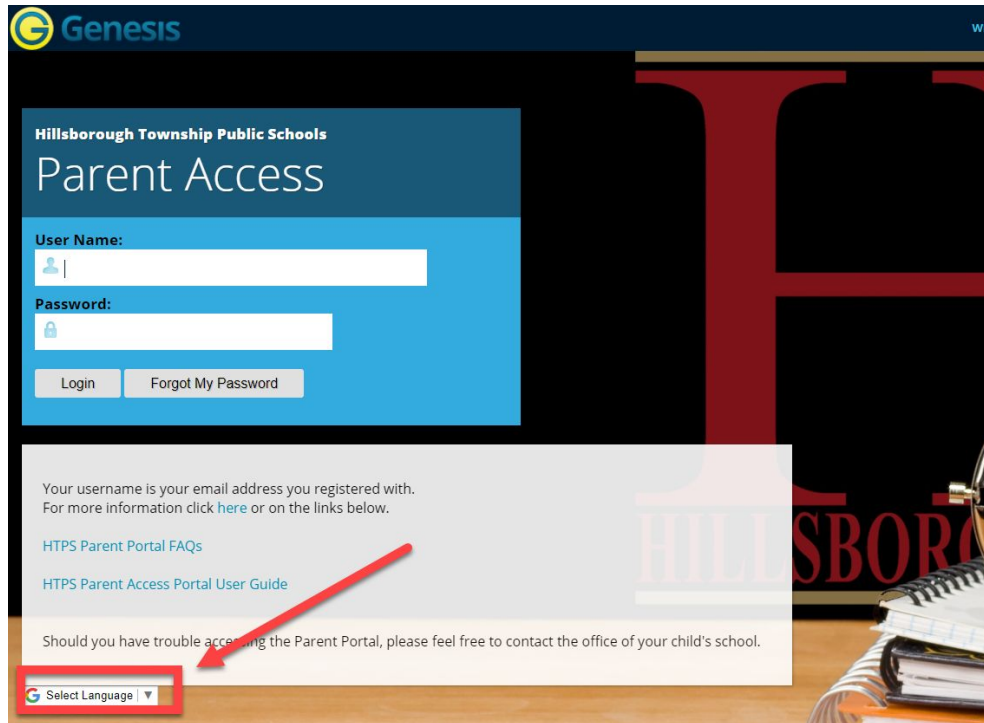 Genesis
Hillsborough Township Public Schools
Parent Access
User Name:
Password:
Login Forgot My Password
Your username is your email address you registered with.
For more information click here or on the links below.
HTPS Parent Portal FAQs
HTPS Parent Access Portal User Guide
HILLSBORO
Should you have trouble accessing the Parent Portal, please feel free to contact the office of your child's school.
Select Language